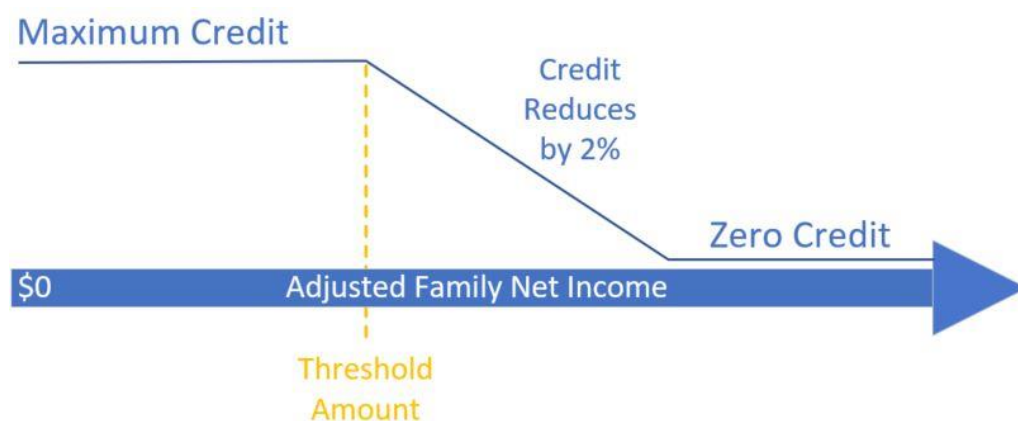 Maximum Credit
Credit
Reduces
by 2%
Zero Credit
$0
Adjusted Family Net Income
Threshold
Amount